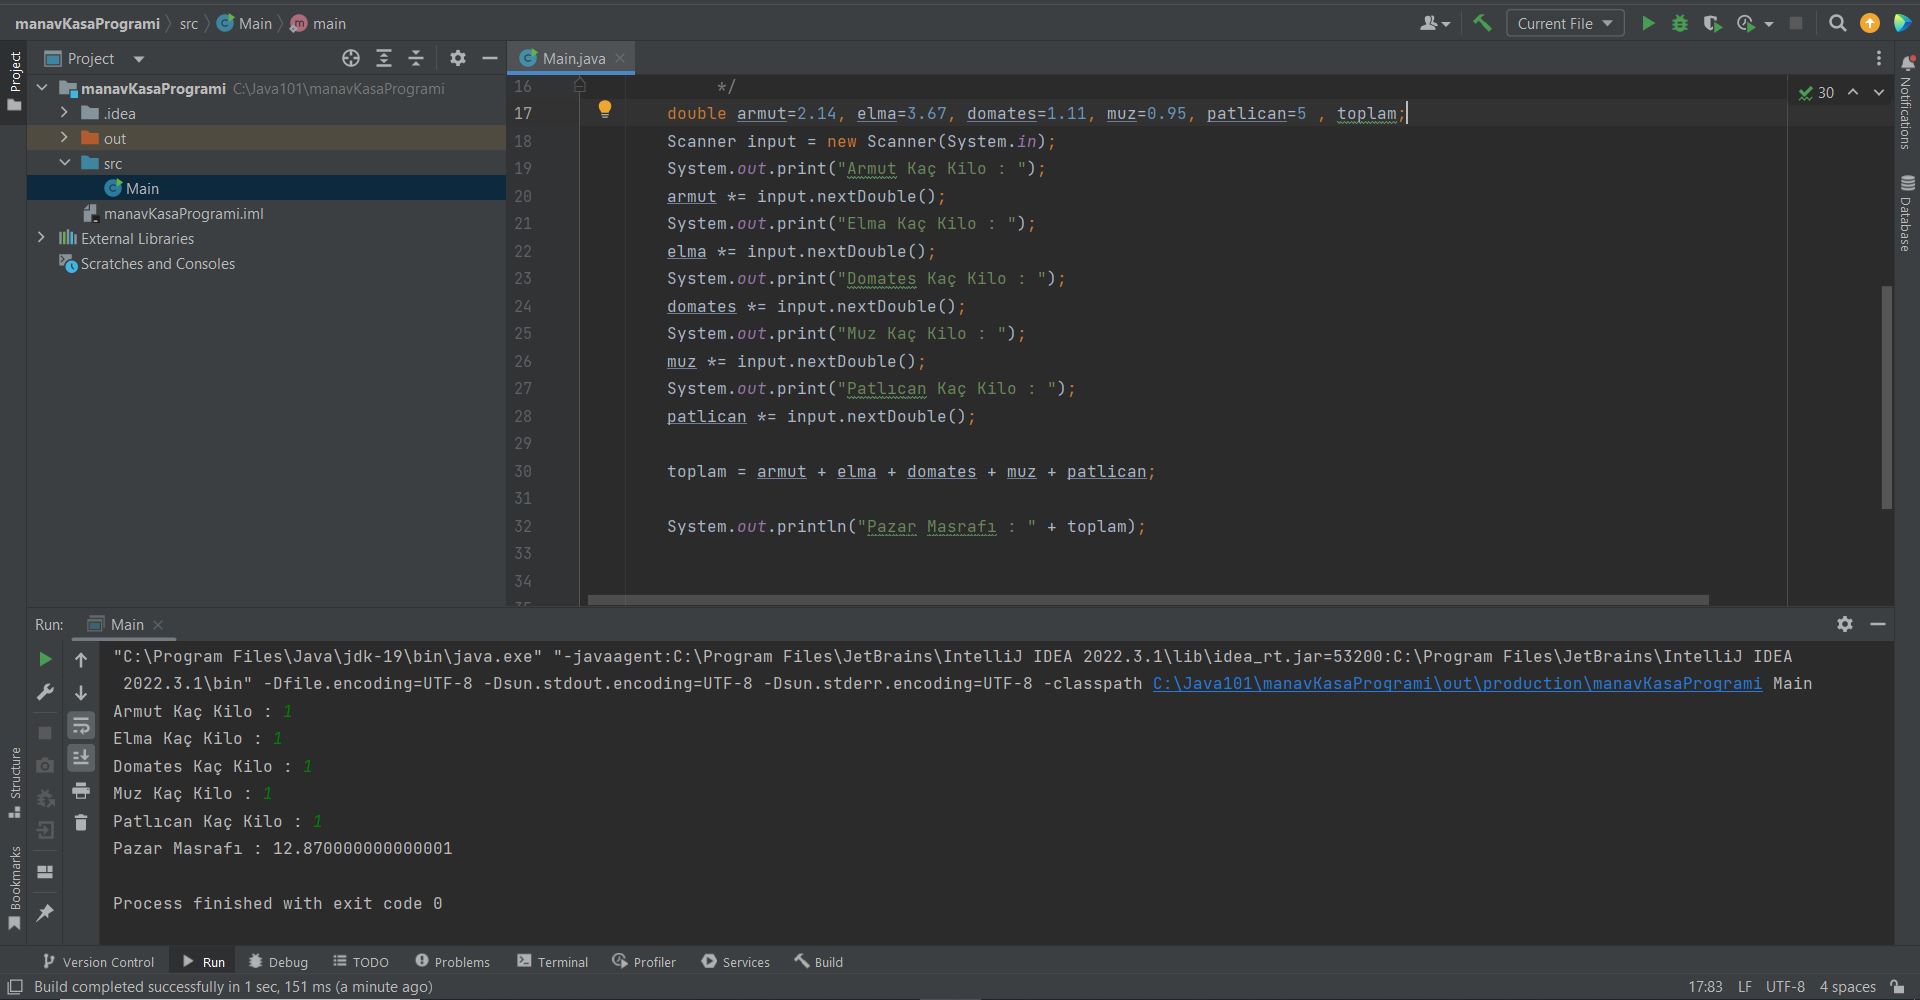 manavKasaProgrami src Main main
Current File
Project
Main.java
manavKasaProgrami C:\Java101\manavKasaProgrami
.idea
out
src
Main
manavKasaProgrami.iml
External Libraries
Scratches and Consoles
Project
Structure
Bookmarks
16 */
17 double armut=2.14, elma=3.67, domates=1.11, muz=0.95, patlican=5 , toplam;
18 Scanner input = new Scanner(System.in);
19 System.out.print("Armut Kaç Kilo : ");
20 armut *= input.nextDouble();
21 System.out.print("Elma Kaç Kilo : ");
22 elma *= input.nextDouble();
23 System.out.print("Domates Kaç Kilo : ");
24 domates *= input.nextDouble();
25 System.out.print("Muz Kaç Kilo : ");
26 muz *= input.nextDouble();
27 System.out.print("Patlıcan Kaç Kilo : ");
28 patlican *= input.nextDouble();
29
30 toplam = armut + elma + domates + muz + patlican;
31
32 System.out.println("Pazar Masrafı : " + toplam);
33
34
30
Notifications
Database
Run: Main
"C:\Program Files\Java\jdk-19\bin\java.exe" "-javaagent:C:\Program Files\JetBrains\IntelliJ IDEA 2022.3.1\lib\idea_rt.jar=53200:C:\Program Files\JetBrains\IntelliJ IDEA
2022.3.1\bin" -Dfile.encoding=UTF-8 -Dsun.stdout.encoding=UTF-8 -Dsun.stderr.encoding=UTF-8 -classpath C:\Java101\manavKasaProgrami\out\production\manavKasaProgrami Main
Armut Kaç Kilo : 1
Elma Kaç Kilo : 1
Domates Kaç Kilo : 1
Muz Kaç Kilo : 1
Patlıcan Kaç Kilo : 1
Pazar Masrafı : 12.870000000000001
Process finished with exit code 0
Version Control Run Debug TODO Problems Terminal Profiler Services Build
Build completed successfully in 1 sec, 151 ms (a minute ago)
17:83 LF UTF-8 4 spaces